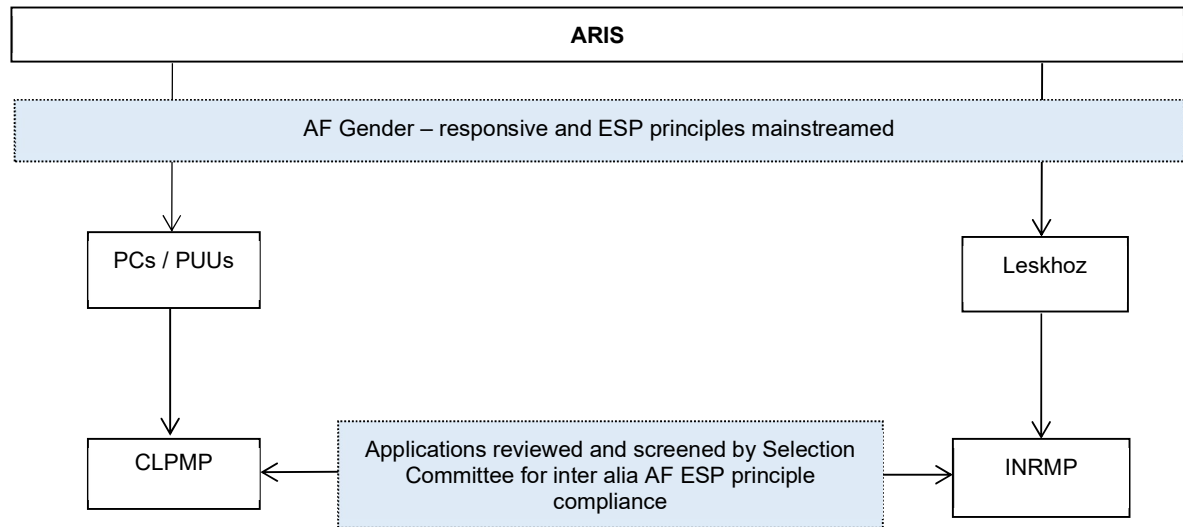 ARIS
AF Gender – responsive and ESP principles mainstreamed
PCs / PUUs
Leskhoz
CLPMP
Applications reviewed and screened by Selection
Committee for inter alia AF ESP principle
compliance
INRMP